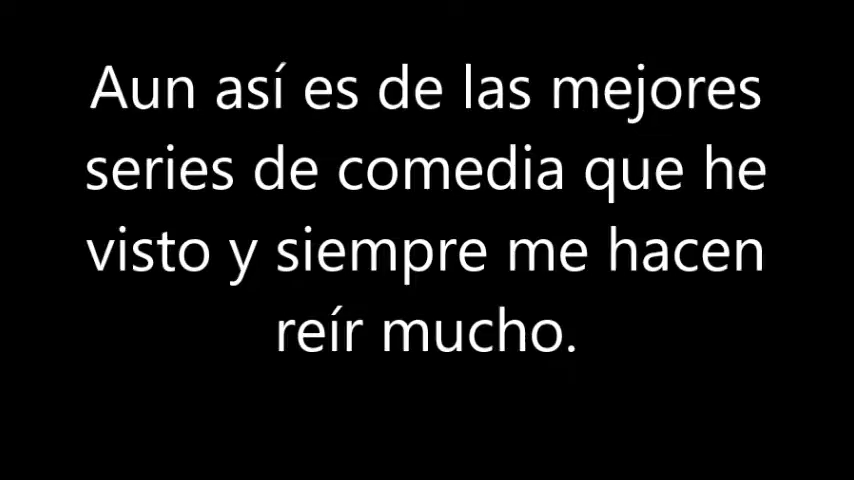 Aun así es de las mejores
series de comedia que he
visto y siempre me hacen
reír mucho.